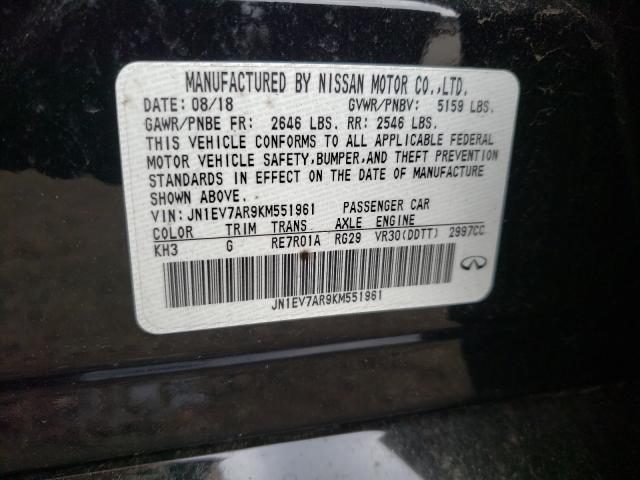 MANUFACTURED BY NISSAN MOTOR CO.,LTD.
DATE: 08/18 GVWR/PNBV: 5159 LBS.
GAWR/PNBE FR: 2646 LBS. RR: 2546 LBS.
THIS VEHICLE CONFORMS TO ALL APPLICABLE FEDERAL
MOTOR VEHICLE SAFETY,BUMPER,AND THEFT PREVENTION
STANDARDS IN EFFECT ON THE DATE OF MANUFACTURE
SHOWN ABOVE.
VIN: JN1EV7AR9KM551961 PASSENGER CAR
COLOR TRIM TRANS AXLE ENGINE
KH3 G RE7R01A RG29 VR30(DDTT) 2997CC
JN1EV7AR9KM551961